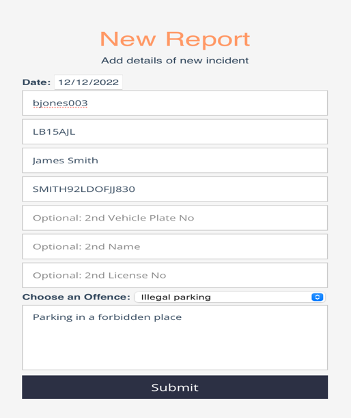 New Report
Add details of new incident
Date: 12/12/2022
bjones003
LB15AJL
James Smith
SMITH92LDOFJJ830
Optional: 2nd Vehicle Plate No
Optional: 2nd Name
Optional: 2nd License No
Choose an Offence: Illegal parking
Parking in a forbidden place
Submit